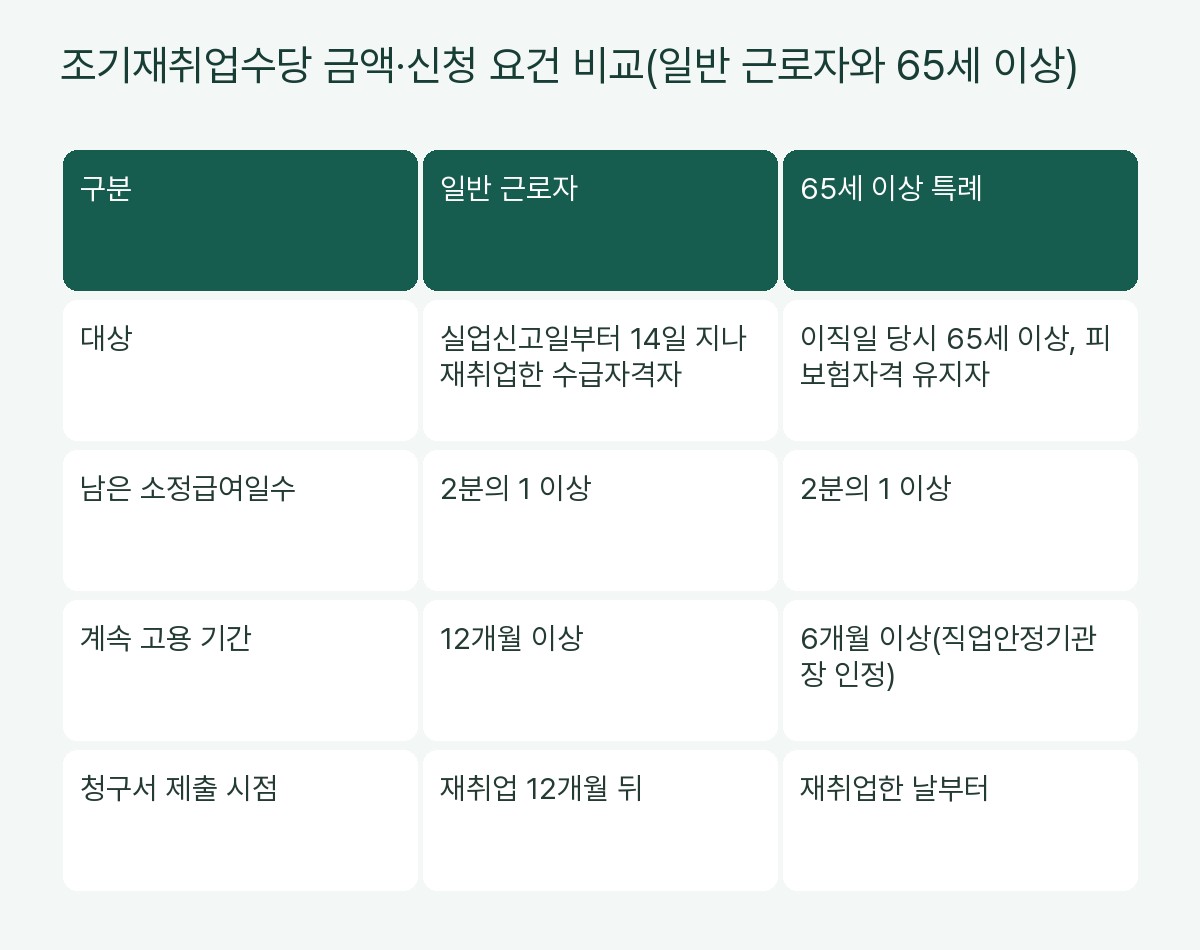 조기재취업수당 금액·신청 요건 비교(일반 근로자와 65세 이상)
구분
일반 근로자
65세 이상 특례
대상
실업신고일부터 14일 지나
재취업한 수급자격자
이직일 당시 65세 이상, 피
보험자격 유지자
남은 소정급여일수
2분의 1 이상
2분의 1 이상
계속 고용 기간
12개월 이상
6개월 이상(직업안정기관
장 인정)
청구서 제출 시점
재취업 12개월 뒤
재취업한 날부터